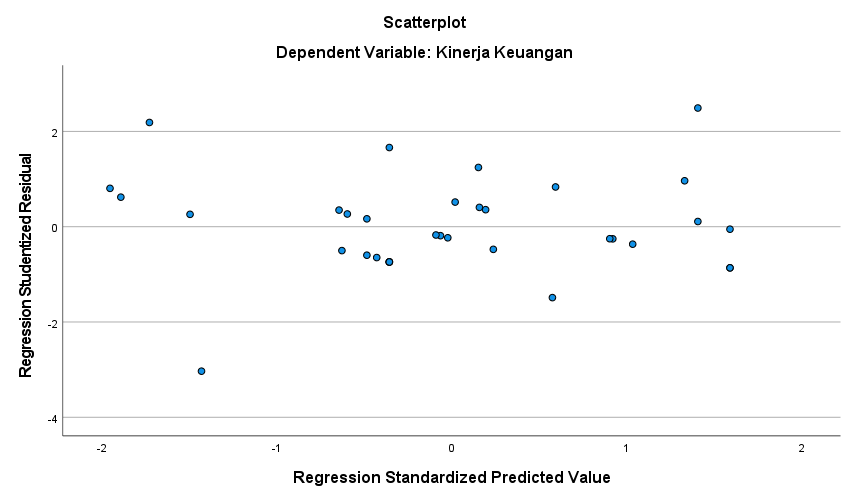 Scatterplot
Dependent Variable: Kinerja Keuangan
Regression Studentized Residual
2
0
-2
-4
-2
-1
0
1
2
Regression Standardized Predicted Value